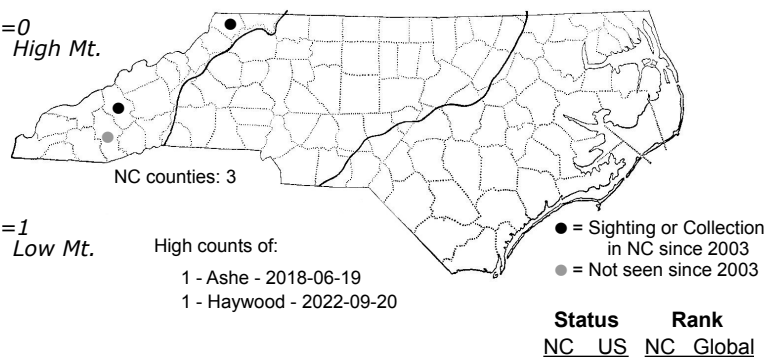 =0
High Mt.
NC counties: 3
=1
Low Mt.
High counts of:
1 - Ashe - 2018-06-19
1 - Haywood - 2022-09-20
● = Sighting or Collection
in NC since 2003
● = Not seen since 2003
Status Rank
NC US NC Global